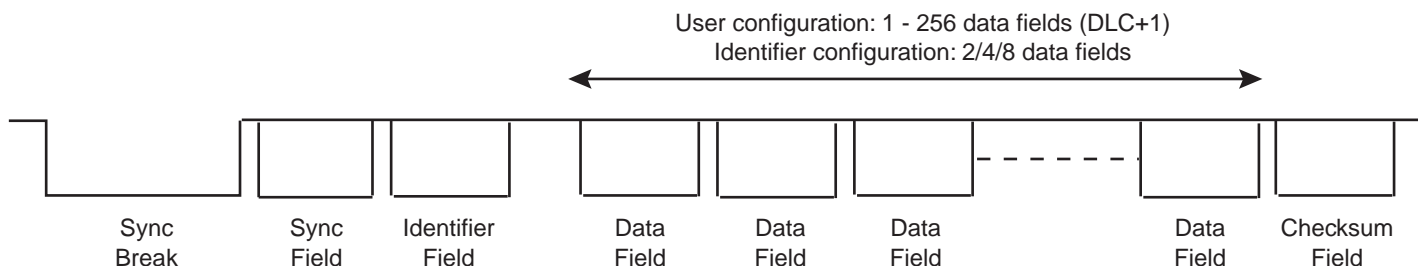 User configuration: 1 - 256 data fields (DLC+1)
Identifier configuration: 2/4/8 data fields
Sync Break
Sync Field
Identifier Field
Data Field
Data Field
Data Field
Data Field
Checksum Field